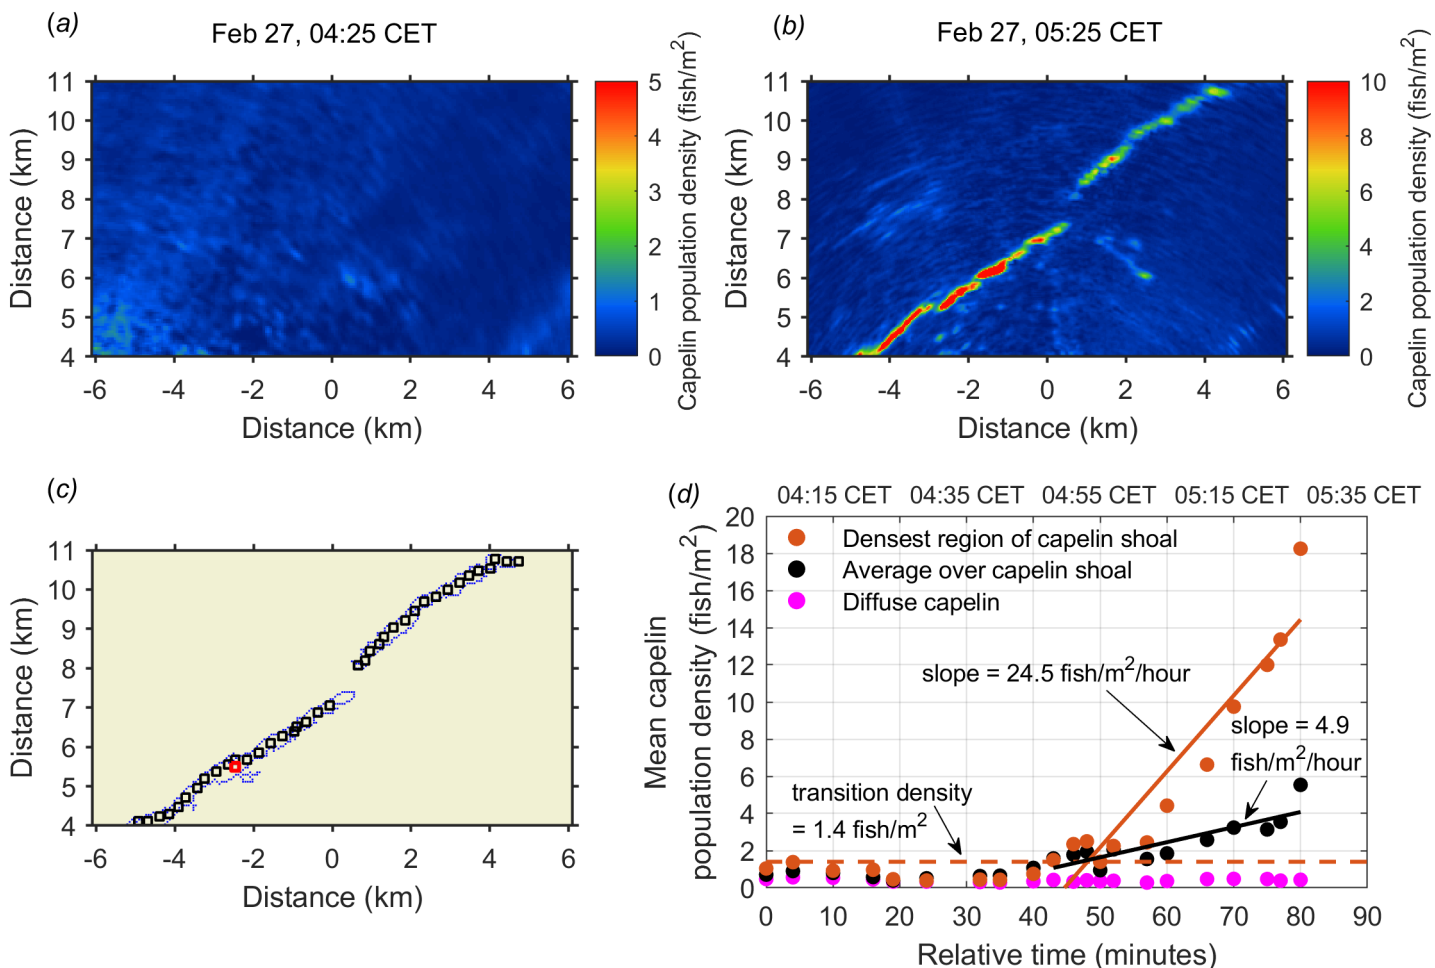 (a)
Feb 27, 04:25 CET
11
10
9
8
7
6
5
4
Distance (km)
-6 -4 -2 0 2 4 6
Distance (km)
5
4
3
2
1
0
Capelin population density (fish/m²)
(b)
Feb 27, 05:25 CET
11
10
9
8
7
6
5
4
Distance (km)
-6 -4 -2 0 2 4 6
Distance (km)
10
8
6
4
2
0
Capelin population density (fish/m²)
(c)
11
10
9
8
7
6
5
4
Distance (km)
-6 -4 -2 0 2 4 6
Distance (km)
(d)
04:15 CET 04:35 CET 04:55 CET 05:15 CET 05:35 CET
20
18
16
14
12
10
8
6
4
2
0
Mean capelin
population density (fish/m²)
Densest region of capelin shoal
Average over capelin shoal
Diffuse capelin
slope = 24.5 fish/m²/hour
slope = 4.9
fish/m²/hour
transition density
= 1.4 fish/m²
0 10 20 30 40 50 60 70 80 90
Relative time (minutes)